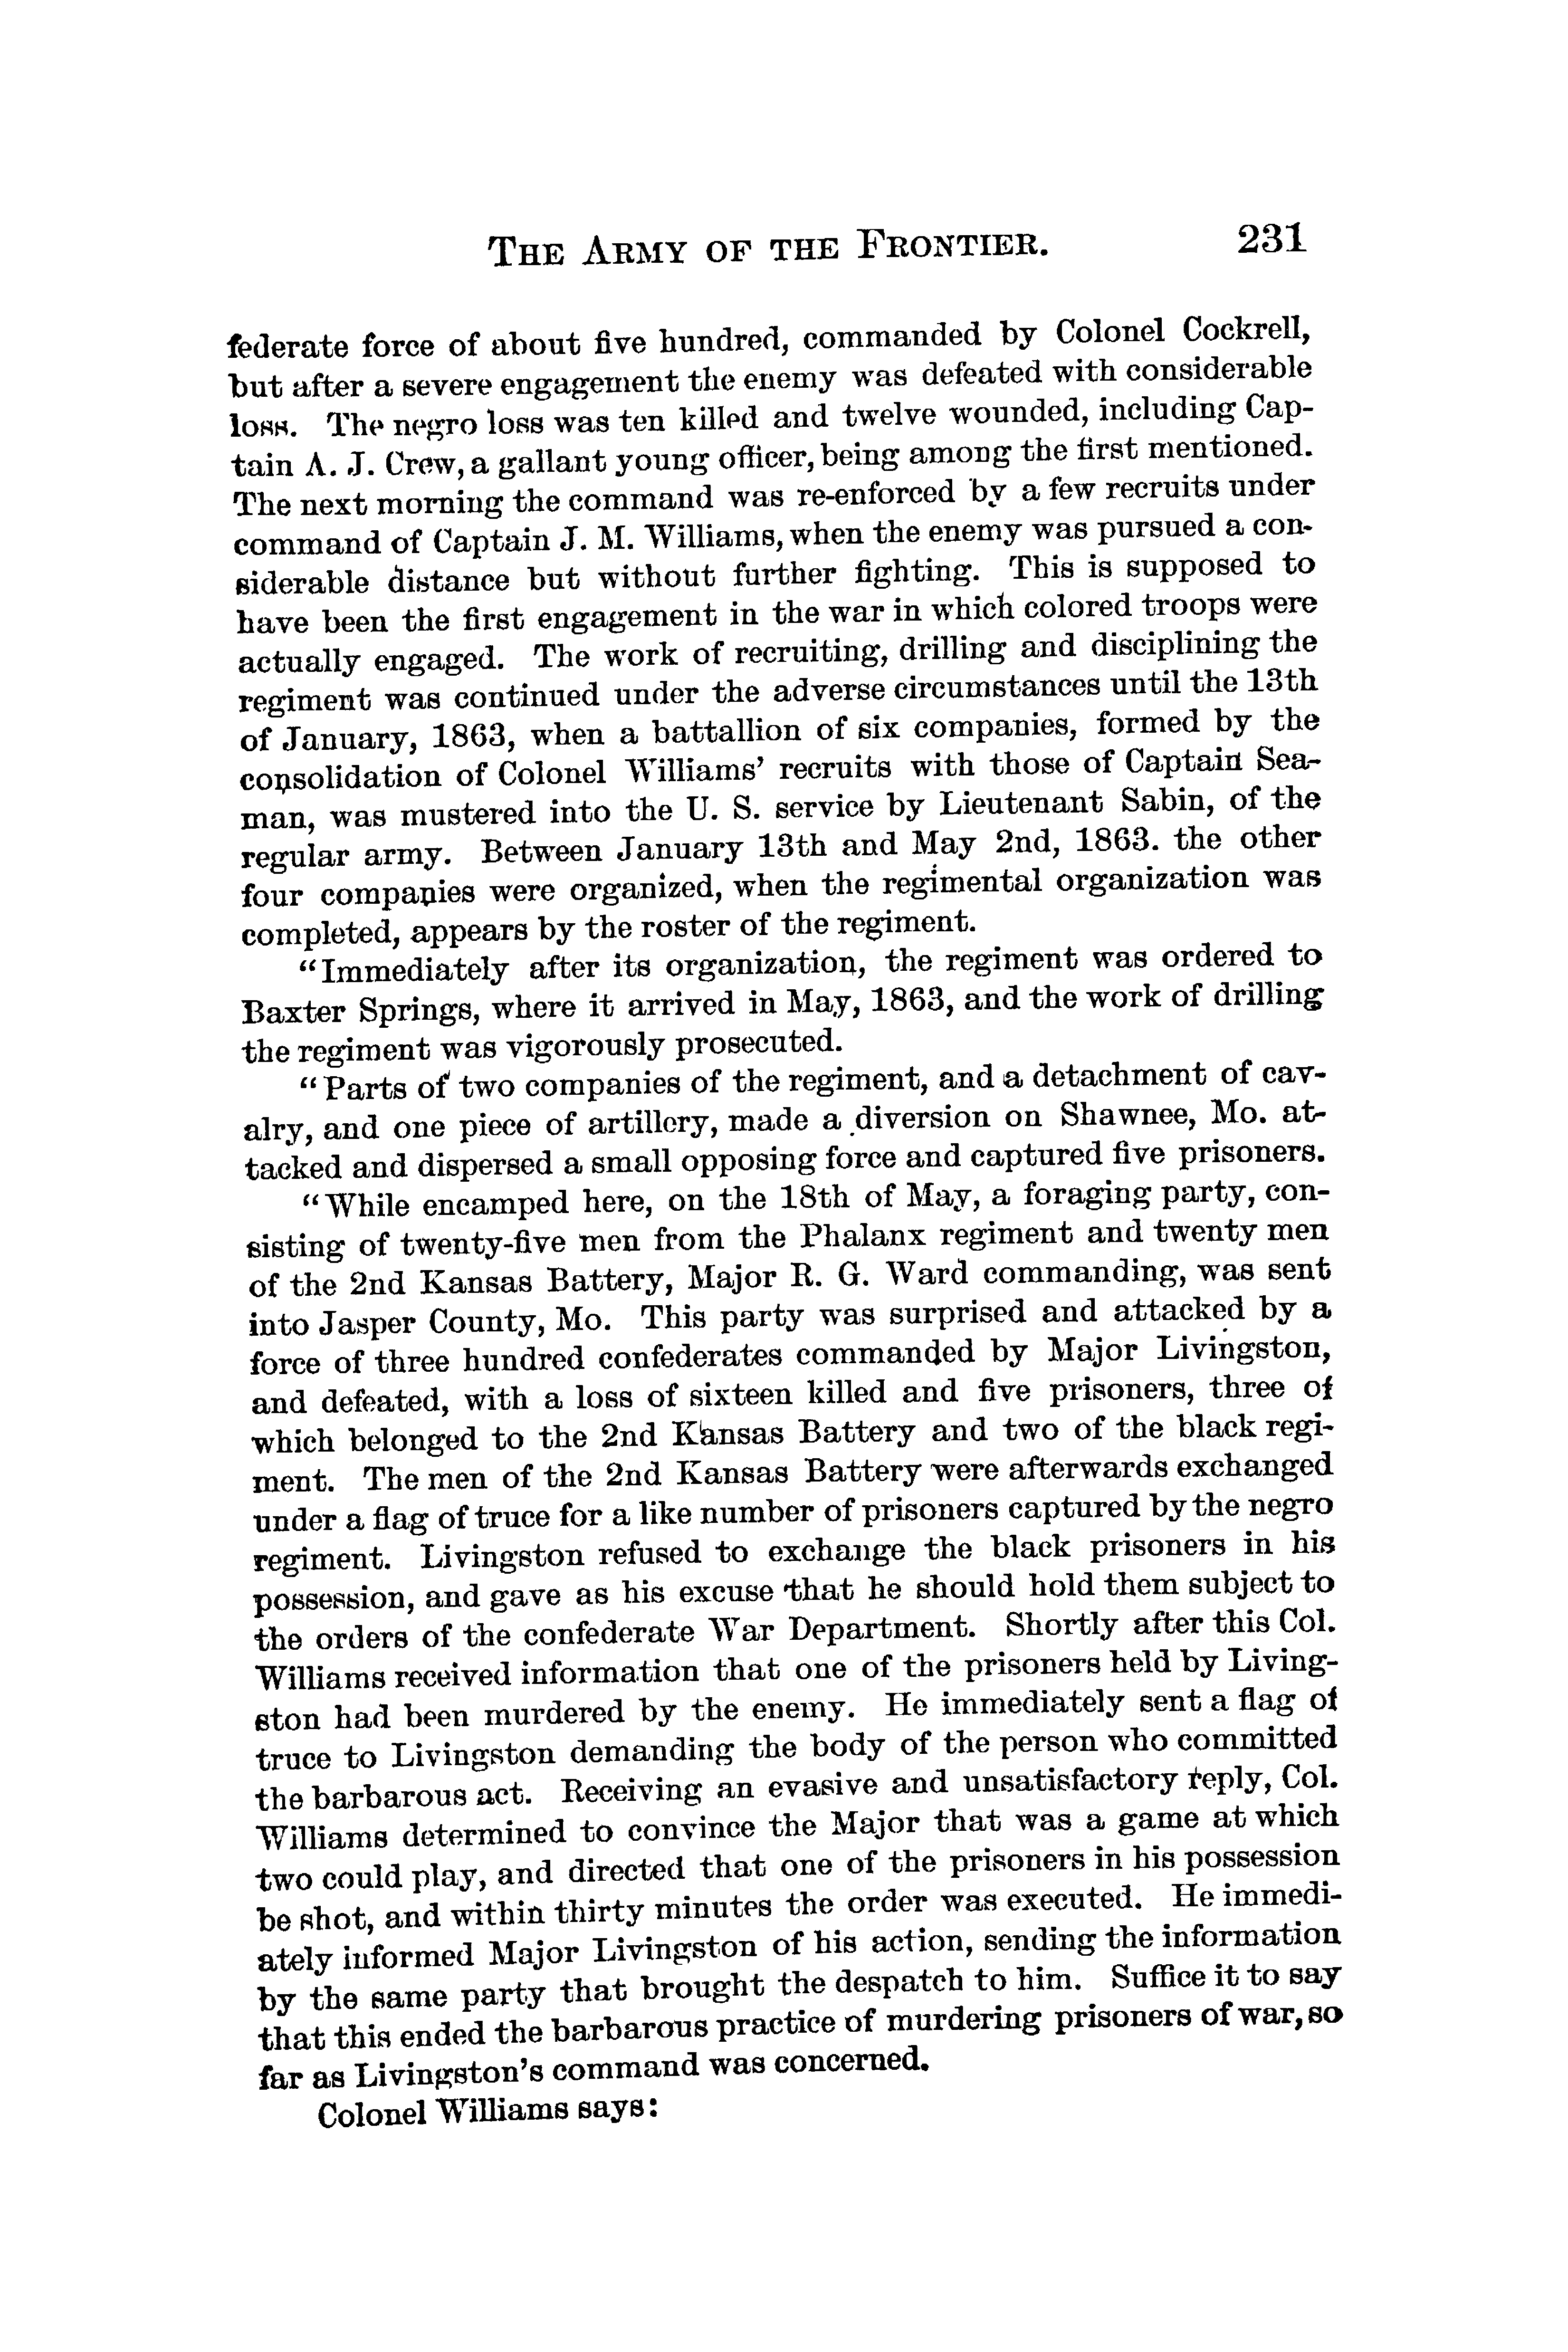 THE ARMY OF THE FRONTIER. 231
federate force of about five hundred, commanded by Colonel Cockrell,
but after a severe engagement the enemy was defeated with considerable
loss. The negro loss was ten killed and twelve wounded, including Cap-
tain A. J. Crew, a gallant young officer, being among the first mentioned.
The next morning the command was re-enforced by a few recruits under
command of Captain J. M. Williams, when the enemy was pursued a con-
siderable distance but without further fighting. This is supposed to
have been the first engagement in the war in which colored troops were
actually engaged. The work of recruiting, drilling and disciplining the
regiment was continued under the adverse circumstances until the 13th
of January, 1863, when a battallion of six companies, formed by the
consolidation of Colonel Williams' recruits with those of Captain Sea-
man, was mustered into the U. S. service by Lieutenant Sabin, of the
regular army. Between January 13th and May 2nd, 1863. the other
four companies were organized, when the regimental organization was
completed, appears by the roster of the regiment.
"Immediately after its organization, the regiment was ordered to
Baxter Springs, where it arrived in May, 1863, and the work of drilling
the regiment was vigorously prosecuted.
"Parts of two companies of the regiment, and a detachment of cav-
alry, and one piece of artillery, made a diversion on Shawnee, Mo. at-
tacked and dispersed a small opposing force and captured five prisoners.
"While encamped here, on the 18th of May, a foraging party, con-
sisting of twenty-five men from the Phalanx regiment and twenty men
of the 2nd Kansas Battery, Major R. G. Ward commanding, was sent
into Jasper County, Mo. This party was surprised and attacked by a
force of three hundred confederates commanded by Major Livingston,
and defeated, with a loss of sixteen killed and five prisoners, three of
which belonged to the 2nd Kansas Battery and two of the black regi-
ment. The men of the 2nd Kansas Battery were afterwards exchanged
under a flag of truce for a like number of prisoners captured by the negro
regiment. Livingston refused to exchange the black prisoners in his
possession, and gave as his excuse that he should hold them subject to
the orders of the confederate War Department. Shortly after this Col.
Williams received information that one of the prisoners held by Living-
ston had been murdered by the enemy. He immediately sent a flag of
truce to Livingston demanding the body of the person who committed
the barbarous act. Receiving an evasive and unsatisfactory reply, Col.
Williams determined to convince the Major that was a game at which
two could play, and directed that one of the prisoners in his possession
be shot, and within thirty minutes the order was executed. He immedi-
ately informed Major Livingston of his action, sending the information
by the same party that brought the despatch to him. Suffice it to say
that this ended the barbarous practice of murdering prisoners of war, so
far as Livingston's command was concerned.
Colonel Williams says: